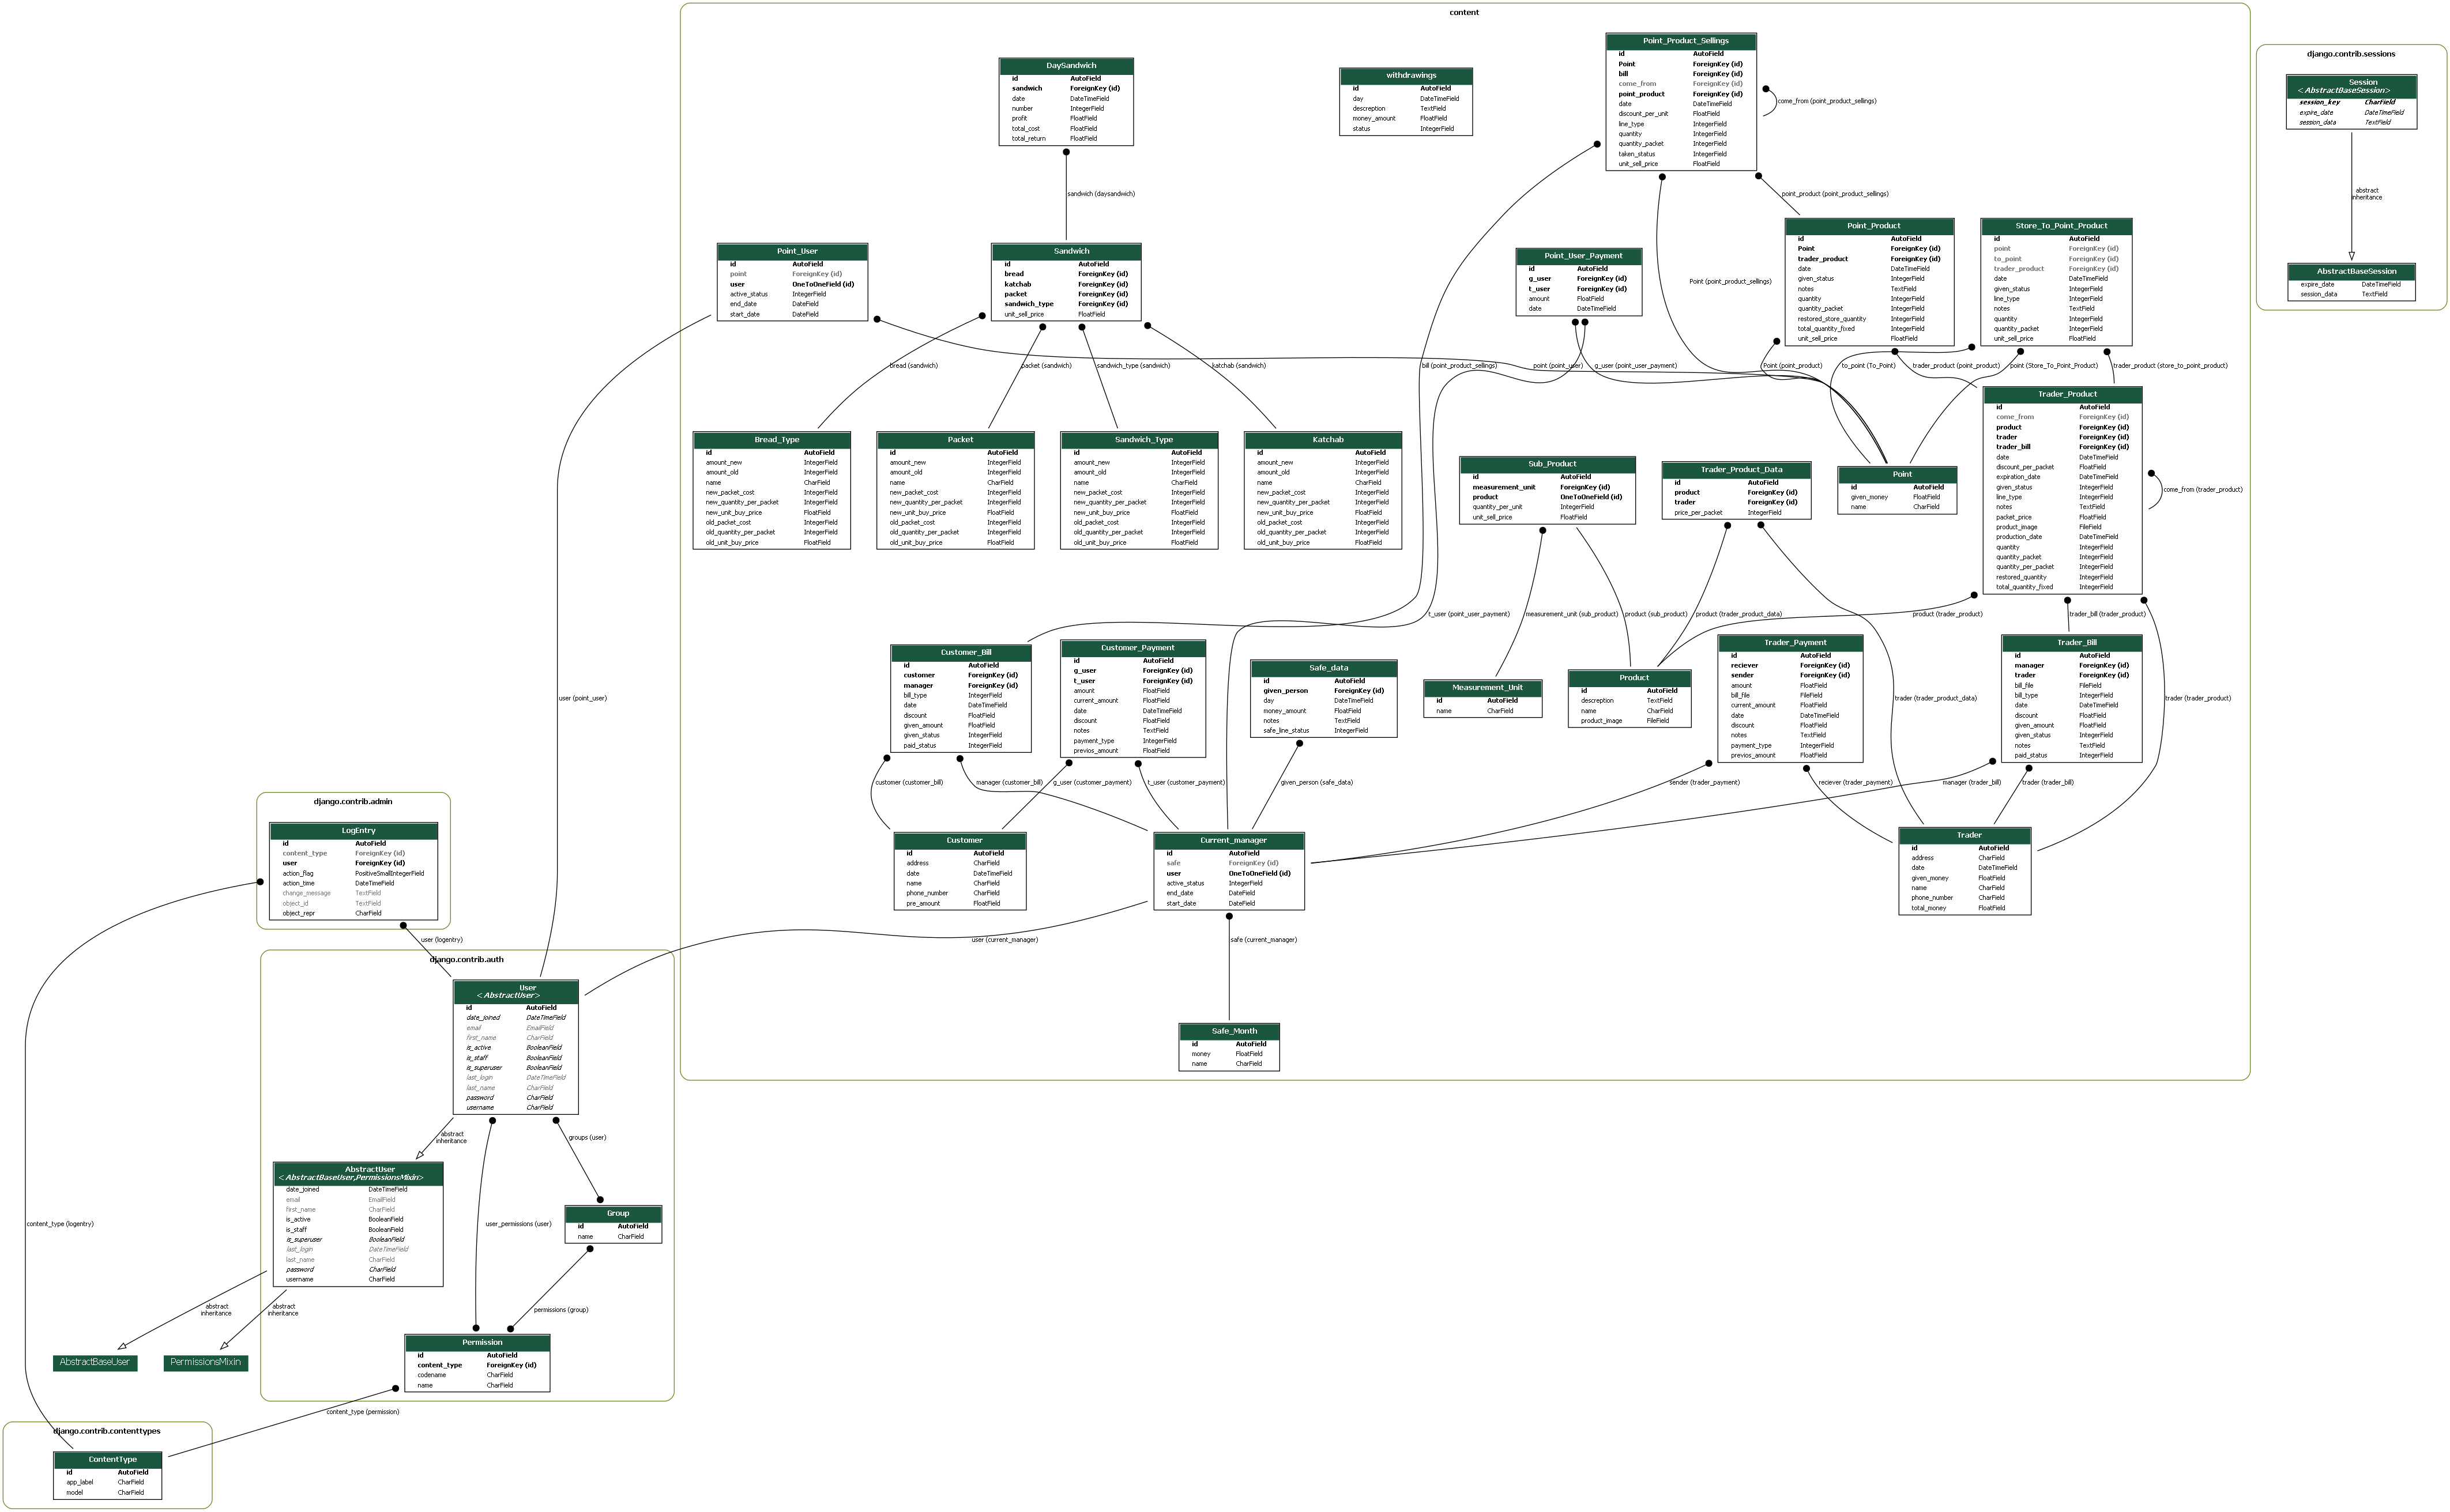 content
Point_Product_Sellings
id AutoField
Point ForeignKey (id)
bill ForeignKey (id)
come_from ForeignKey (id)
point_product ForeignKey (id)
date DateTimeField
discount_per_unit FloatField
line_type IntegerField
quantity IntegerField
quantity_packet IntegerField
taken_status IntegerField
unit_sell_price FloatField
come_from (point_product_sellings)
DaySandwich
id AutoField
sandwich ForeignKey (id)
date DateTimeField
number IntegerField
profit FloatField
total_cost FloatField
total_return FloatField
withdrawings
id AutoField
day DateTimeField
descreption TextField
money_amount FloatField
status IntegerField
django.contrib.sessions
Session
<AbstractBaseSession>
session_key CharField
expire_date DateTimeField
session_data TextField
abstract
inheritance
AbstractBaseSession
expire_date DateTimeField
session_data TextField
sandwich (daysandwich)
point_product (point_product_sellings)
Point_User
id AutoField
point ForeignKey (id)
user OneToOneField (id)
active_status IntegerField
end_date DateField
start_date DateField
Sandwich
id AutoField
bread ForeignKey (id)
katchab ForeignKey (id)
packet ForeignKey (id)
sandwich_type ForeignKey (id)
unit_sell_price FloatField
Point_User_Payment
id AutoField
g_user ForeignKey (id)
t_user ForeignKey (id)
amount FloatField
date DateTimeField
Point (point_product_sellings)
Point_Product
id AutoField
Point ForeignKey (id)
trader_product ForeignKey (id)
date DateTimeField
given_status IntegerField
notes TextField
quantity IntegerField
quantity_packet IntegerField
restored_store_quantity IntegerField
total_quantity_fixed IntegerField
unit_sell_price FloatField
Store_To_Point_Product
id AutoField
point ForeignKey (id)
to_point ForeignKey (id)
trader_product ForeignKey (id)
date DateTimeField
given_status IntegerField
line_type IntegerField
notes TextField
quantity IntegerField
quantity_packet IntegerField
unit_sell_price FloatField
bread (sandwich)
packet (sandwich)
sandwich_type (sandwich)
katchab (sandwich)
bill (point_product_sellings)
point (point_user)
g_user (point_user_payment)
Point (point_product)
to_point (To_Point)
trader_product (point_product)
point (Store_To_Point_Product)
trader_product (store_to_point_product)
Bread_Type
id AutoField
amount_new IntegerField
amount_old IntegerField
name CharField
new_packet_cost IntegerField
new_quantity_per_packet IntegerField
new_unit_buy_price FloatField
old_packet_cost IntegerField
old_quantity_per_packet IntegerField
old_unit_buy_price FloatField
Packet
id AutoField
amount_new IntegerField
amount_old IntegerField
name CharField
new_packet_cost IntegerField
new_quantity_per_packet IntegerField
new_unit_buy_price FloatField
old_packet_cost IntegerField
old_quantity_per_packet IntegerField
old_unit_buy_price FloatField
Sandwich_Type
id AutoField
amount_new IntegerField
amount_old IntegerField
name CharField
new_packet_cost IntegerField
new_quantity_per_packet IntegerField
new_unit_buy_price FloatField
old_packet_cost IntegerField
old_quantity_per_packet IntegerField
old_unit_buy_price FloatField
Katchab
id AutoField
amount_new IntegerField
amount_old IntegerField
name CharField
new_packet_cost IntegerField
new_quantity_per_packet IntegerField
new_unit_buy_price FloatField
old_packet_cost IntegerField
old_quantity_per_packet IntegerField
old_unit_buy_price FloatField
Sub_Product
id AutoField
measurement_unit ForeignKey (id)
product OneToOneField (id)
quantity_per_unit IntegerField
unit_sell_price FloatField
Trader_Product_Data
id AutoField
product ForeignKey (id)
trader ForeignKey (id)
price_per_packet IntegerField
Point
id AutoField
given_money FloatField
name CharField
Trader_Product
id AutoField
come_from ForeignKey (id)
product ForeignKey (id)
trader ForeignKey (id)
trader_bill ForeignKey (id)
date DateTimeField
discount_per_packet FloatField
expiration_date DateTimeField
given_status IntegerField
line_type IntegerField
notes TextField
packet_price FloatField
product_image FileField
production_date DateTimeField
quantity IntegerField
quantity_packet IntegerField
quantity_per_packet IntegerField
restored_quantity IntegerField
total_quantity_fixed IntegerField
come_from (trader_product)
t_user (point_user_payment)
measurement_unit (sub_product)
product (sub_product)
product (trader_product_data)
product (trader_product)
trader_bill (trader_product)
Customer_Bill
id AutoField
customer ForeignKey (id)
manager ForeignKey (id)
bill_type IntegerField
date DateTimeField
discount FloatField
given_amount FloatField
given_status IntegerField
paid_status IntegerField
Customer_Payment
id AutoField
g_user ForeignKey (id)
t_user ForeignKey (id)
amount FloatField
current_amount FloatField
date DateTimeField
discount FloatField
notes TextField
payment_type IntegerField
previos_amount FloatField
Safe_data
id AutoField
given_person ForeignKey (id)
day DateTimeField
money_amount FloatField
notes TextField
safe_line_status IntegerField
Measurement_Unit
id AutoField
name CharField
Product
id AutoField
descreption TextField
name CharField
product_image FileField
Trader_Payment
id AutoField
reciever ForeignKey (id)
sender ForeignKey (id)
amount FloatField
bill_file FileField
current_amount FloatField
date DateTimeField
discount FloatField
notes TextField
payment_type IntegerField
previos_amount FloatField
Trader_Bill
id AutoField
manager ForeignKey (id)
trader ForeignKey (id)
bill_file FileField
bill_type IntegerField
date DateTimeField
discount FloatField
given_amount FloatField
given_status IntegerField
notes TextField
paid_status IntegerField
user (point_user)
trader (trader_product_data)
trader (trader_product)
customer (customer_bill)
manager (customer_bill)
g_user (customer_payment)
t_user (customer_payment)
given_person (safe_data)
sender (trader_payment)
reciever (trader_payment)
manager (trader_bill)
trader (trader_bill)
Customer
id AutoField
address CharField
date DateTimeField
name CharField
phone_number CharField
pre_amount FloatField
Current_manager
id AutoField
safe ForeignKey (id)
user OneToOneField (id)
active_status IntegerField
end_date DateField
start_date DateField
Trader
id AutoField
address CharField
date DateTimeField
given_money FloatField
name CharField
phone_number CharField
total_money FloatField
django.contrib.admin
LogEntry
id AutoField
content_type ForeignKey (id)
user ForeignKey (id)
action_flag PositiveSmallIntegerField
action_time DateTimeField
change_message TextField
object_id TextField
object_repr CharField
user (logentry)
user (current_manager)
safe (current_manager)
Safe_Month
id AutoField
money FloatField
name CharField
django.contrib.auth
User
<AbstractUser>
id AutoField
date_joined DateTimeField
email EmailField
first_name CharField
is_active BooleanField
is_staff BooleanField
is_superuser BooleanField
last_login DateTimeField
last_name CharField
password CharField
username CharField
abstract
inheritance
groups (user)
AbstractUser
<AbstractBaseUser,PermissionsMixin>
date_joined DateTimeField
email EmailField
first_name CharField
is_active BooleanField
is_staff BooleanField
is_superuser BooleanField
last_login DateTimeField
last_name CharField
password CharField
username CharField
content_type (logentry)
user_permissions (user)
Group
id AutoField
name CharField
abstract
inheritance
abstract
inheritance
permissions (group)
AbstractBaseUser
PermissionsMixin
Permission
id AutoField
content_type ForeignKey (id)
codename CharField
name CharField
content_type (permission)
django.contrib.contenttypes
ContentType
id AutoField
app_label CharField
model CharField